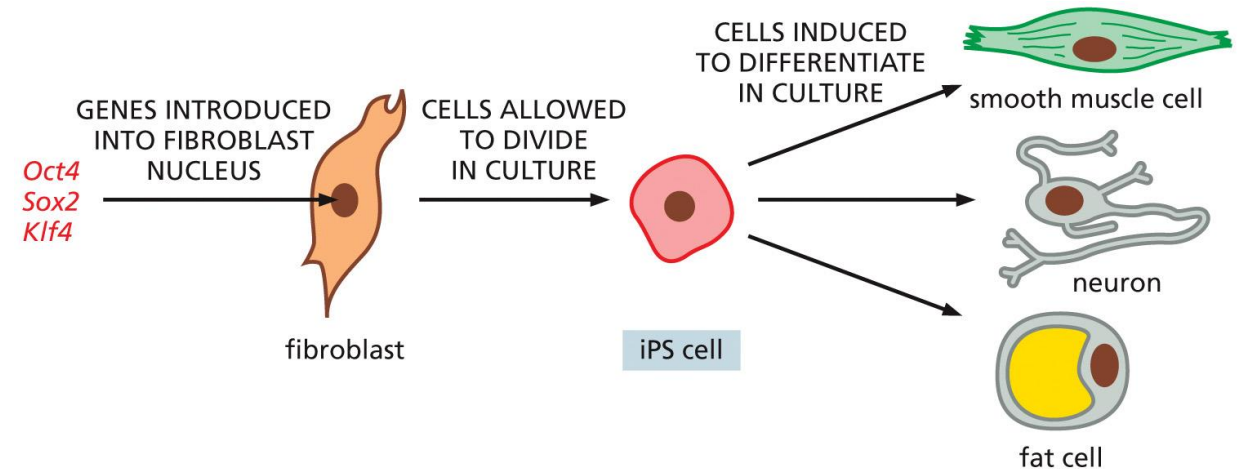 Oct4
Sox2
Klf4
GENES INTRODUCED
INTO FIBROBLAST
NUCLEUS
fibroblast
CELLS ALLOWED
TO DIVIDE
IN CULTURE
iPS cell
CELLS INDUCED
TO DIFFERENTIATE
IN CULTURE
smooth muscle cell
neuron
fat cell